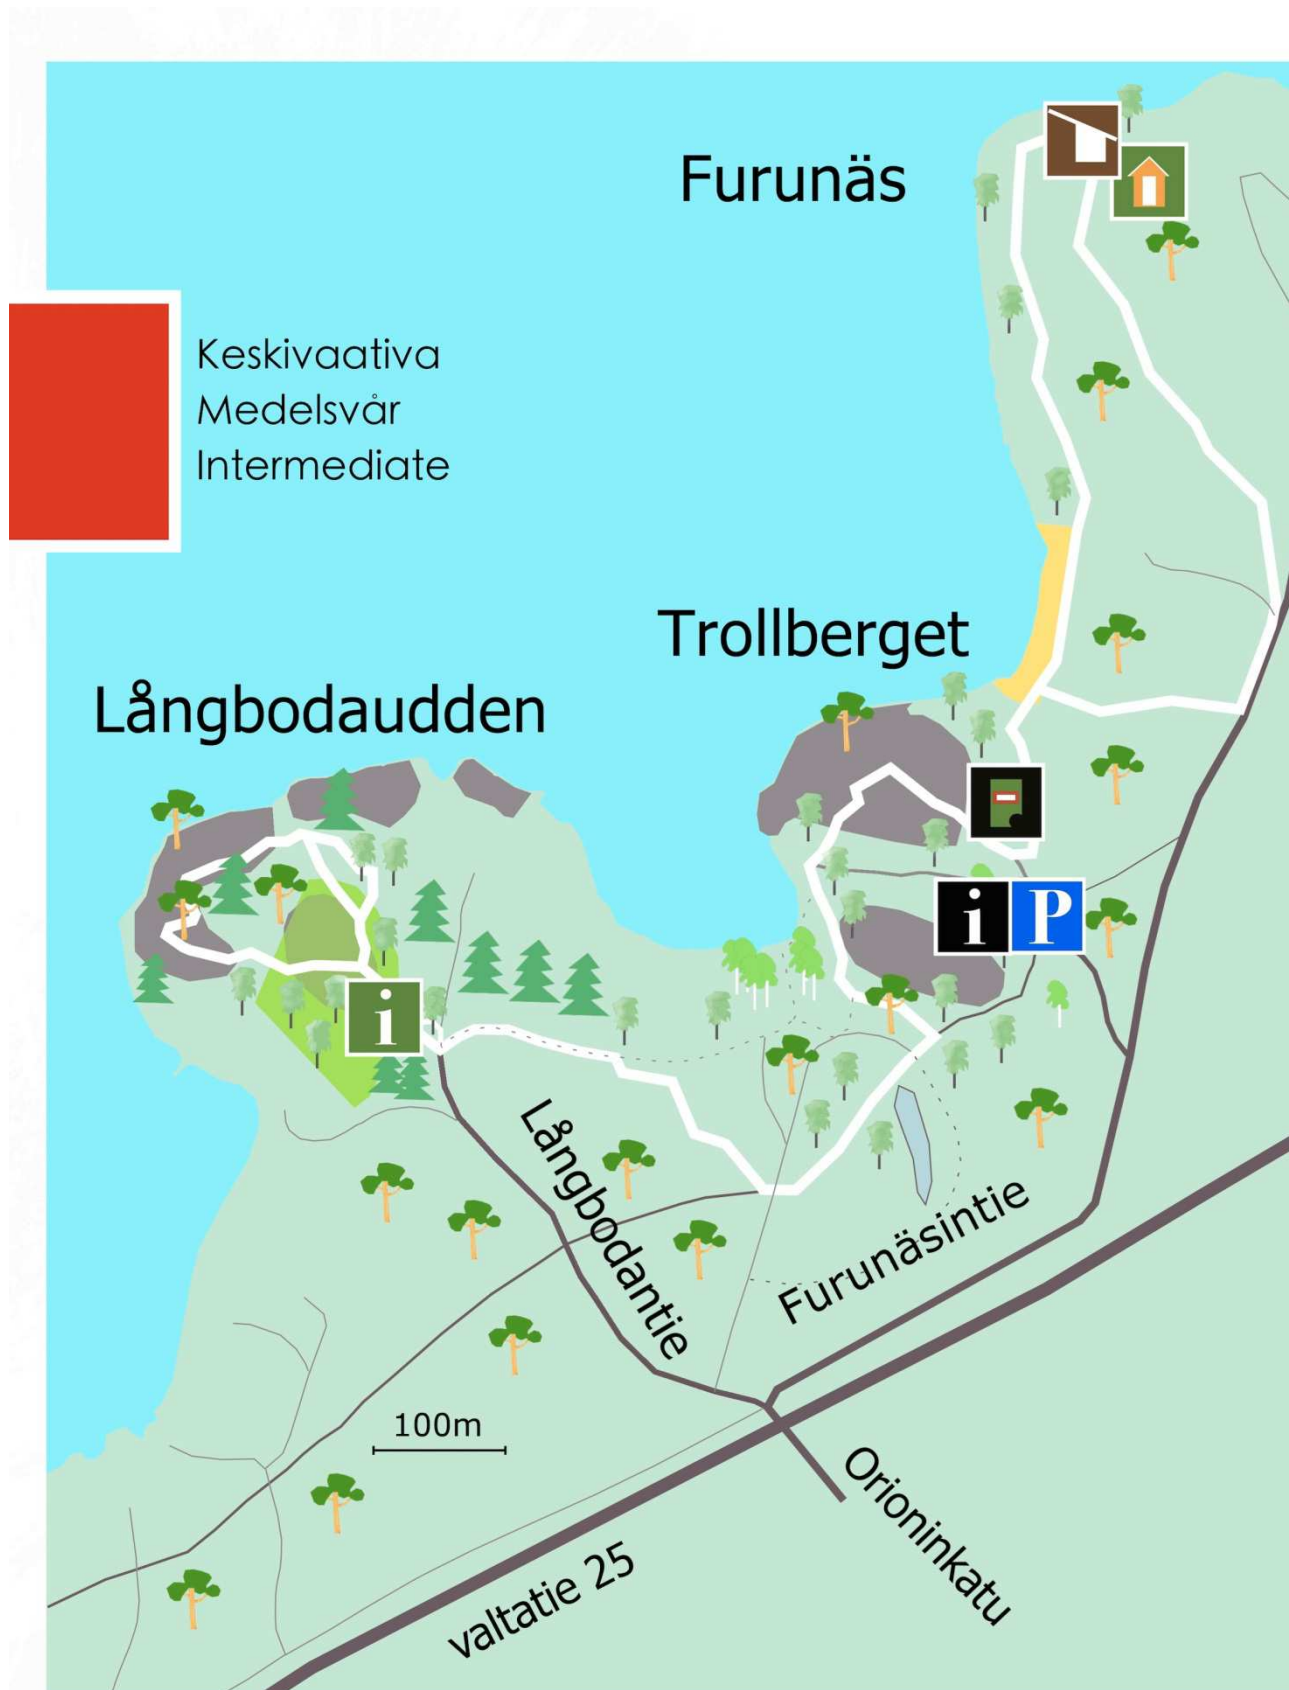 Furunäs
Keskivaativa
Medelsvår
Intermediate
Trollberget
Långbodaudden
i P
i
Långbodantie
Furunäsintie
100m
Orioninkatu
valtatie 25